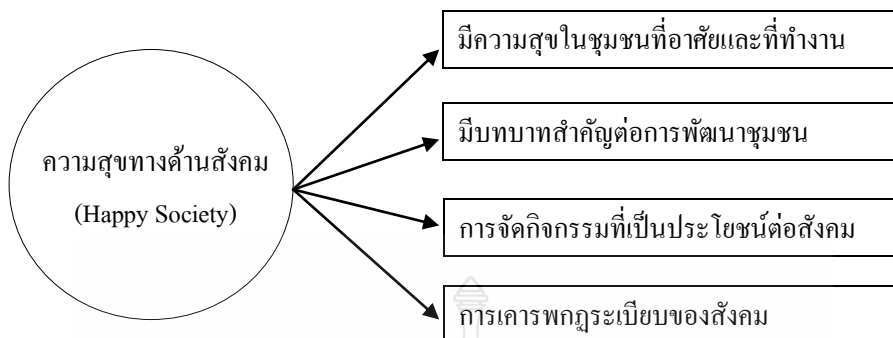 มีความสุขในชุมชนที่อาศัยและที่ทำงาน
มีบทบาทสำคัญต่อการพัฒนาชุมชน
ความสุขทางด้านสังคม
(Happy Society)
การจัดกิจกรรมที่เป็นประโยชน์ต่อสังคม
การเคารพกฎระเบียบของสังคม